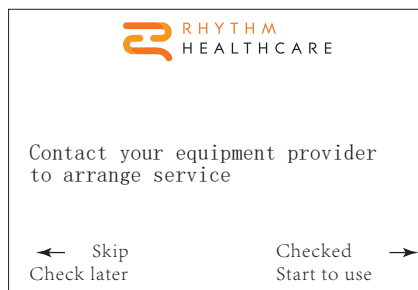 RHYTHM
HEALTHCARE
Contact your equipment provider
to arrange service
← Skip Checked →
Check later Start to use